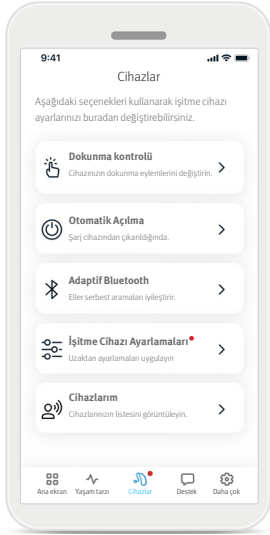 9:41
Cihazlar
Aşağıdaki seçenekleri kullanarak işitme cihazı
ayarlarınızı buradan değiştirebilirsiniz.
Dokunma kontrolü
Cihazınızın dokunma eylemlerini değiştirin.
Otomatik Açılma
Şarj cihazından çıkarıldığında.
Adaptif Bluetooth
Eller serbest aramaları iyileştirir.
İşitme Cihazı Ayarlamaları
Uzaktan ayarlamaları uygulayın
Cihazlarım
Cihazlarınızın listesini görüntüleyin.
Ana ekran Yaşam tarzı Cihazlar Destek Daha çok